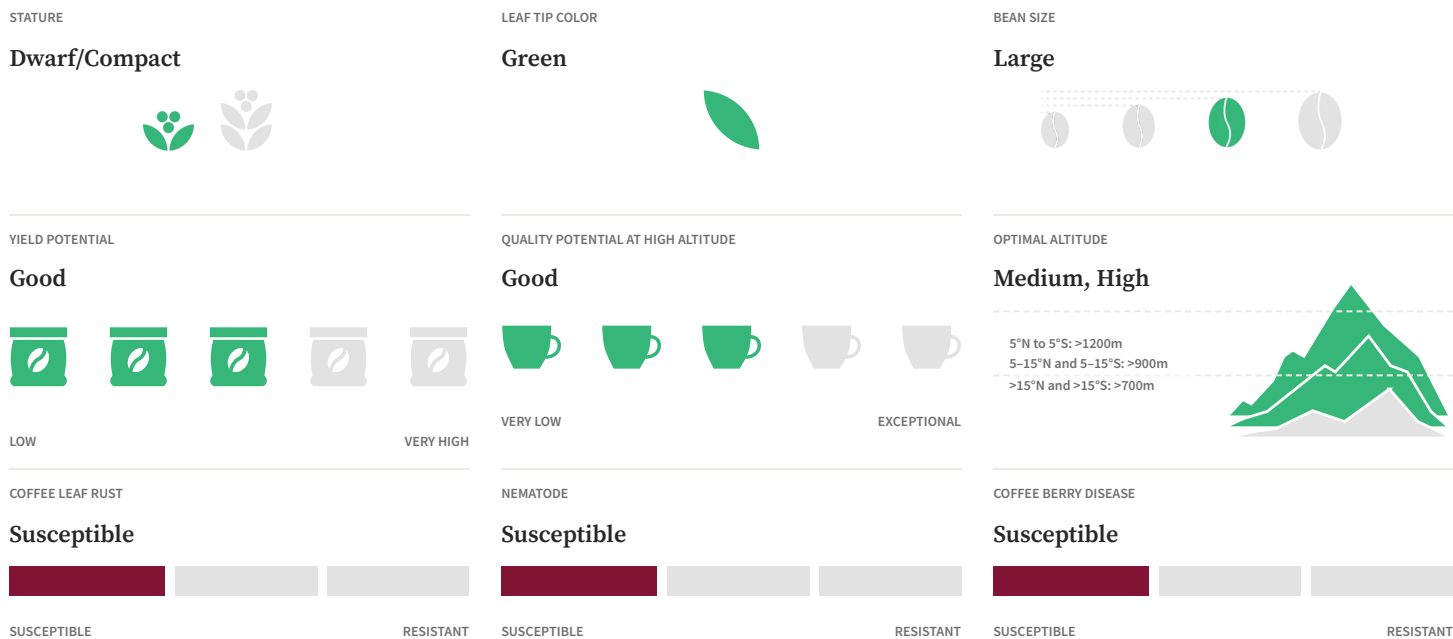 STATURE
Dwarf/Compact
LEAF TIP COLOR
Green
BEAN SIZE
Large
YIELD POTENTIAL
Good
LOW
VERY HIGH
QUALITY POTENTIAL AT HIGH ALTITUDE
Good
VERY LOW
EXCEPTIONAL
OPTIMAL ALTITUDE
Medium, High
5°N to 5°S: >1200m
5–15°N and 5–15°S: >900m
>15°N and >15°S: >700m
COFFEE LEAF RUST
Susceptible
SUSCEPTIBLE
RESISTANT
NEMATODE
Susceptible
SUSCEPTIBLE
RESISTANT
COFFEE BERRY DISEASE
Susceptible
SUSCEPTIBLE
RESISTANT